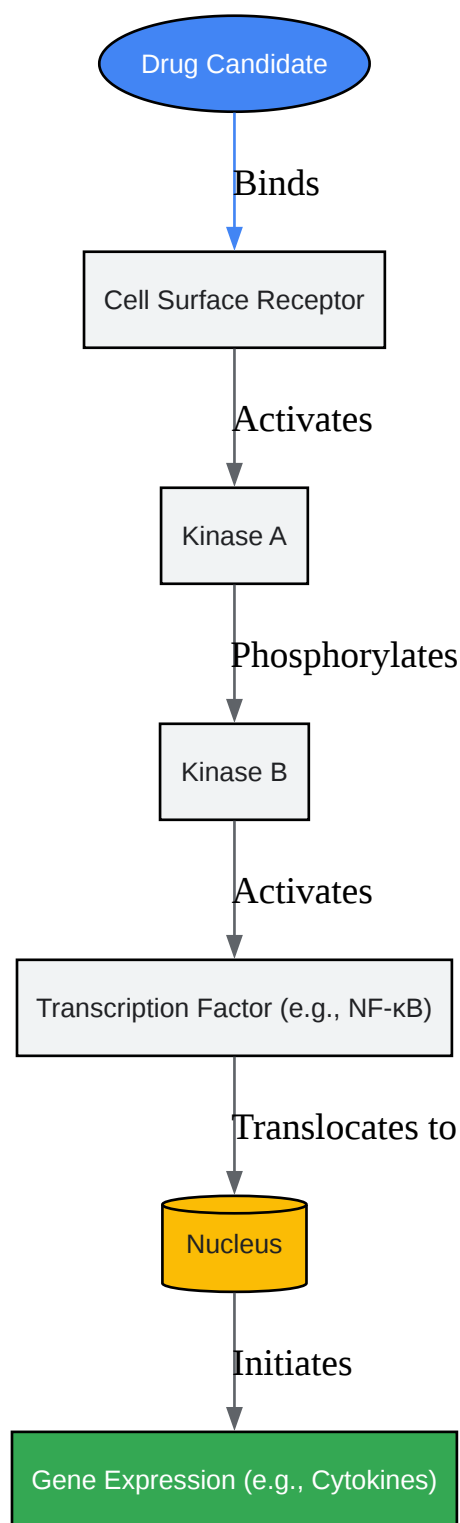 Drug Candidate
Binds
Cell Surface Receptor
Activates
Kinase A
Phosphorylates
Kinase B
Activates
Transcription Factor (e.g., NF-κB)
Translocates to
Nucleus
Initiates
Gene Expression (e.g., Cytokines)